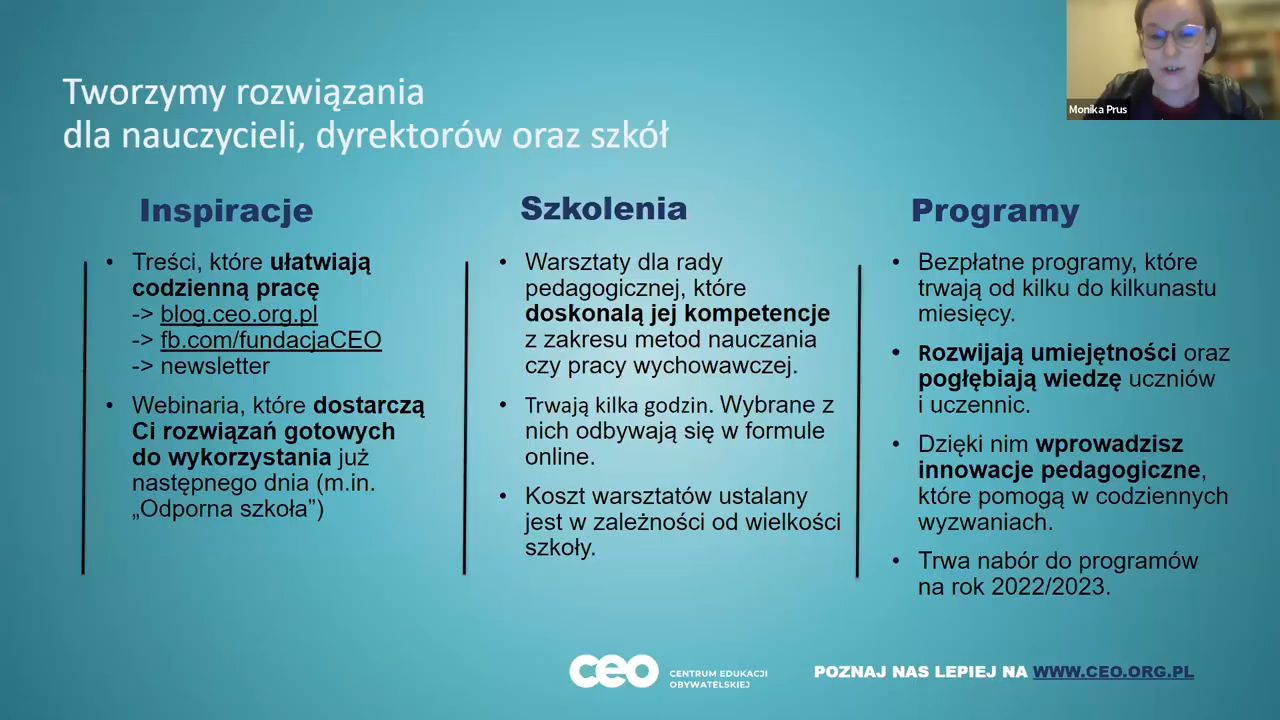 Monika Prus
Tworzymy rozwiązania
dla nauczycieli, dyrektorów oraz szkół
Inspiracje
• Treści, które ułatwiają
codzienną pracę
-> blog.ceo.org.pl
-> fb.com/fundacjaCEO
-> newsletter
• Webinaria, które dostarczą
Ci rozwiązań gotowych
do wykorzystania już
następnego dnia (m.in.
„Odporna szkoła”)
Szkolenia
• Warsztaty dla rady
pedagogicznej, które
doskonalą jej kompetencje
z zakresu metod nauczania
czy pracy wychowawczej.
• Trwają kilka godzin. Wybrane z
nich odbywają się w formule
online.
• Koszt warsztatów ustalany
jest w zależności od wielkości
szkoły.
Programy
• Bezpłatne programy, które
trwają od kilku do kilkunastu
miesięcy.
• Rozwijają umiejętności oraz
pogłębiają wiedzę uczniów
i uczennic.
• Dzięki nim wprowadzisz
innowacje pedagogiczne,
które pomogą w codziennych
wyzwaniach.
• Trwa nabór do programów
na rok 2022/2023.
ceo CENTRUM EDUKACJI
OBYWATELSKIEJ
POZNAJ NAS LEPIEJ NA WWW.CEO.ORG.PL